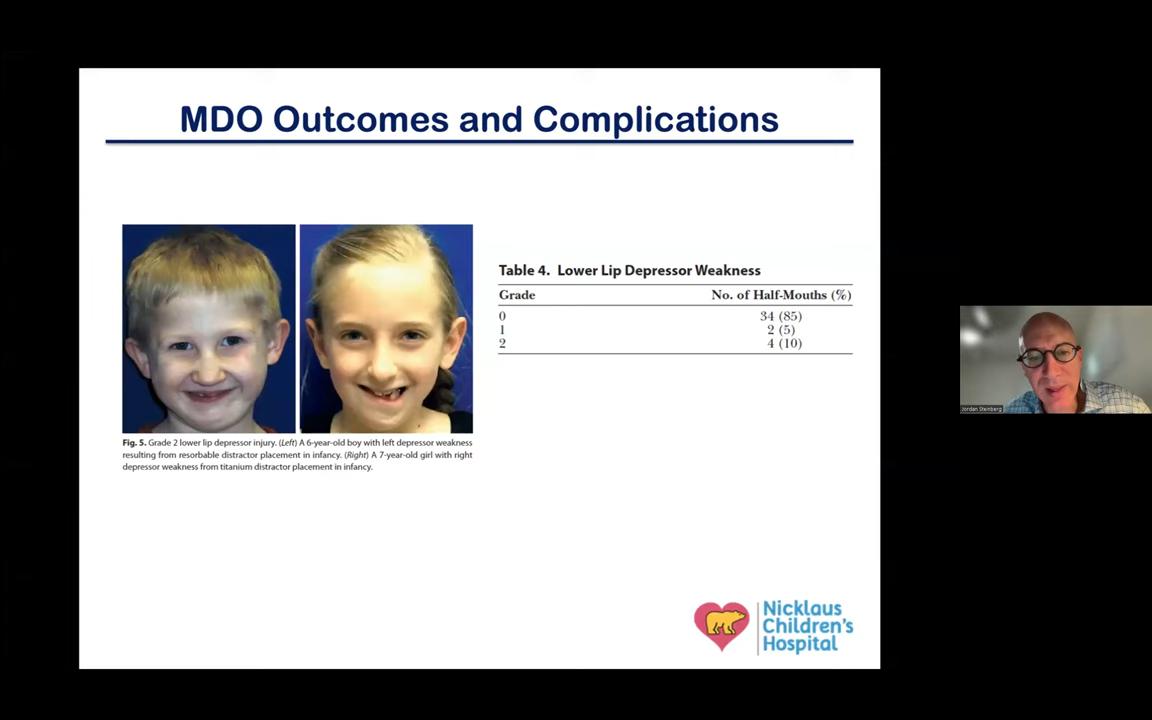 MDO Outcomes and Complications
Table 4. Lower Lip Depressor Weakness
Grade No. of Half-Mouths (%)
0 34 (85)
1 2 (5)
2 4 (10)
Fig. 5. Grade 2 lower lip depressor injury. (Left) A 6-year-old boy with left depressor weakness
resulting from resorbable distractor placement in infancy. (Right) A 7-year-old girl with right
depressor weakness from titanium distractor placement in infancy.
Jordan Steinberg
Nicklaus
Children's
Hospital